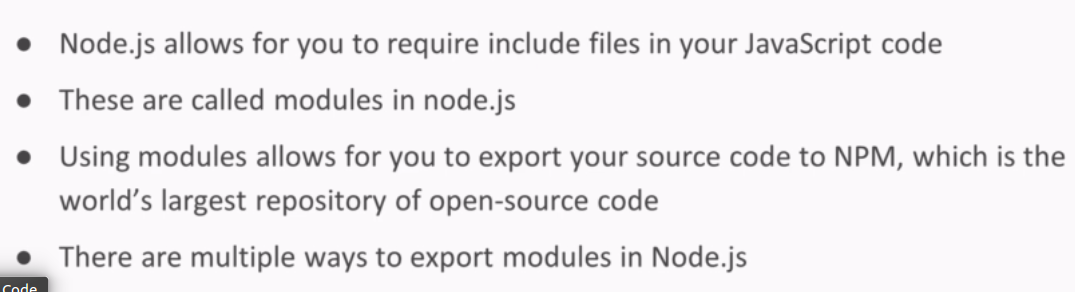 ● Node.js allows for you to require include files in your JavaScript code
● These are called modules in node.js
● Using modules allows for you to export your source code to NPM, which is the
world’s largest repository of open-source code
● There are multiple ways to export modules in Node.js
Code